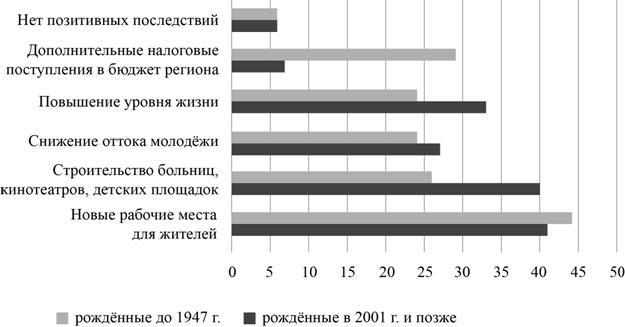 Нет позитивных последствий
Дополнительные налоговые
поступления в бюджет региона
Повышение уровня жизни
Снижение оттока молодёжи
Строительство больниц,
кинотеатров, детских площадок
Новые рабочие места
для жителей
0 5 10 15 20 25 30 35 40 45 50
рождённые до 1947 г. рождённые в 2001 г. и позже